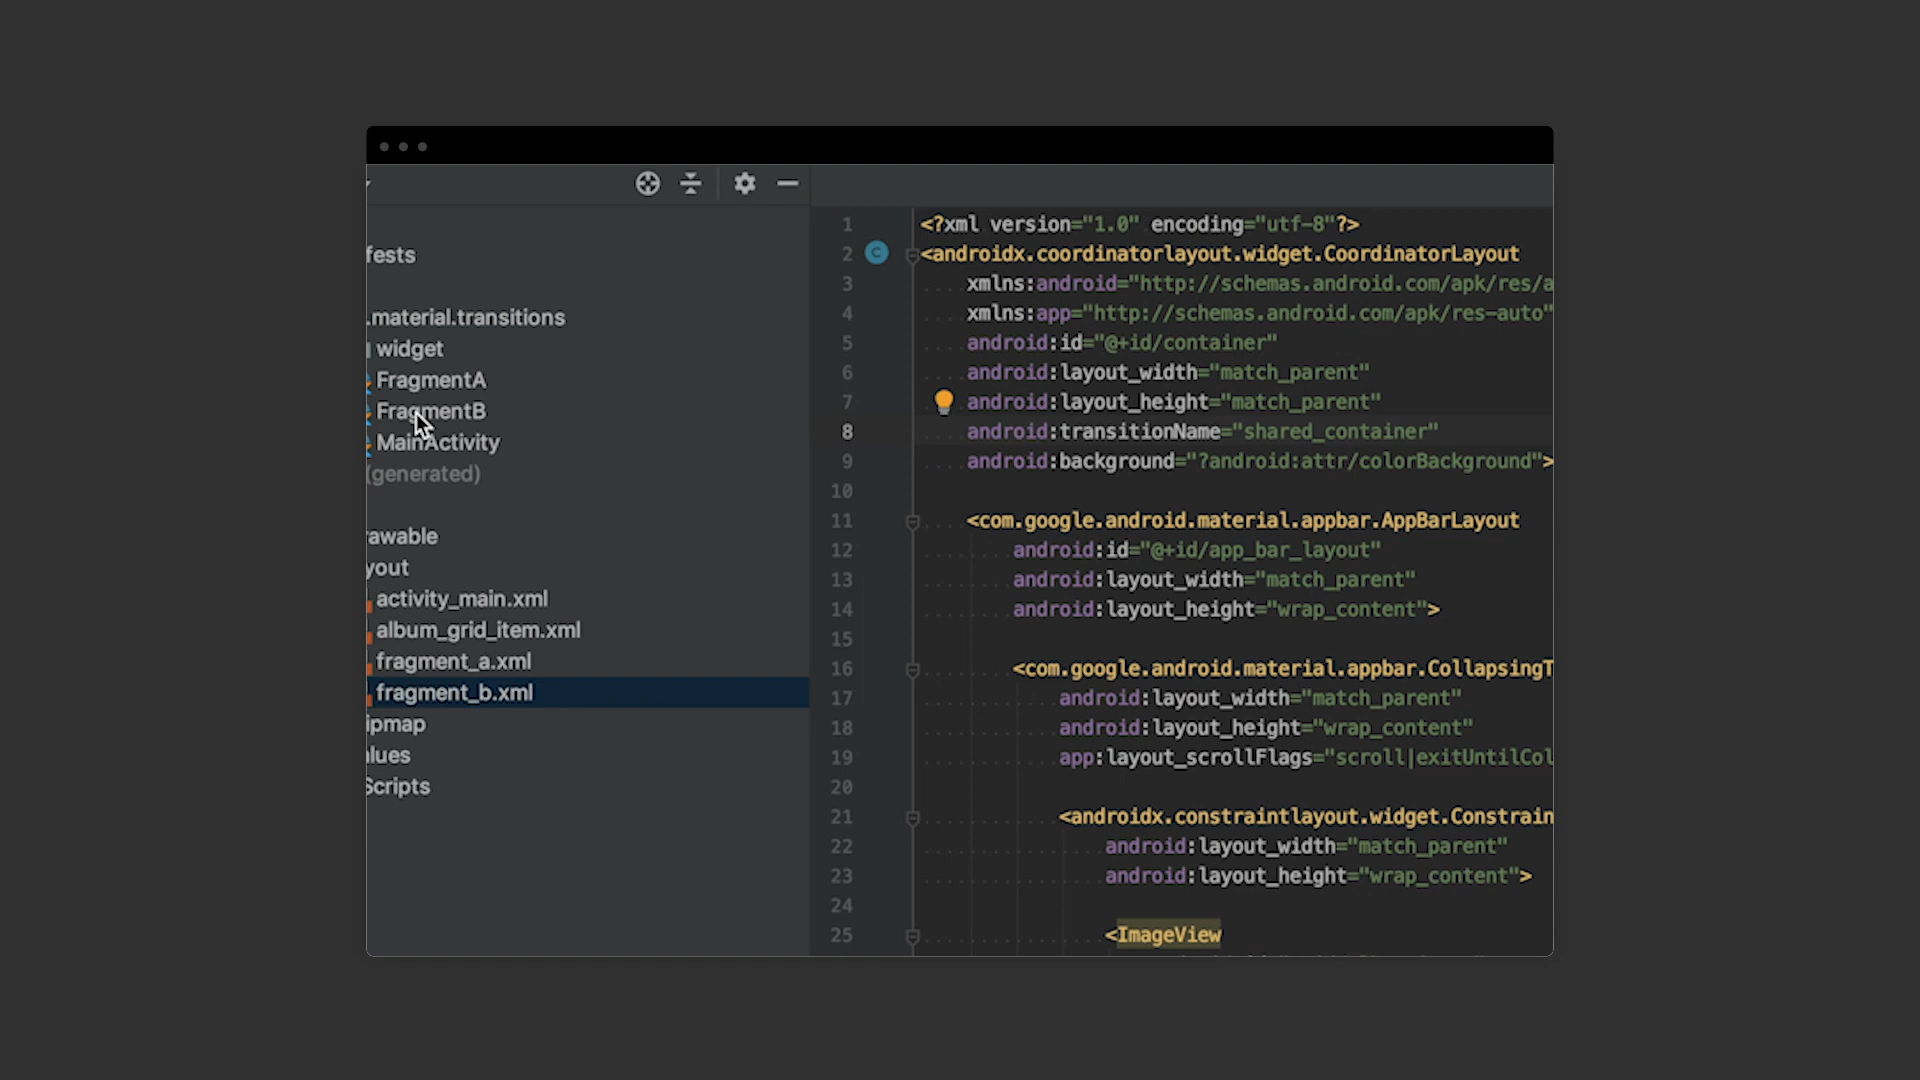 fests
.material.transitions
widget
FragmentA
FragmentB
MainActivity
(generated)
rawable
yout
activity_main.xml
album_grid_item.xml
fragment_a.xml
fragment_b.xml
ipmap
lues
Scripts
1 <?xml version="1.0" encoding="utf-8"?>
2 <androidx.coordinatorlayout.widget.CoordinatorLayout
3 xmlns:android="http://schemas.android.com/apk/res/a
4 xmlns:app="http://schemas.android.com/apk/res-auto"
5 android:id="@+id/container"
6 android:layout_width="match_parent"
7 android:layout_height="match_parent"
8 android:transitionName="shared_container"
9 android:background="?android:attr/colorBackground">
10
11 <com.google.android.material.appbar.AppBarLayout
12 android:id="@+id/app_bar_layout"
13 android:layout_width="match_parent"
14 android:layout_height="wrap_content">
15
16 <com.google.android.material.appbar.CollapsingT
17 android:layout_width="match_parent"
18 android:layout_height="wrap_content"
19 app:layout_scrollFlags="scroll|exitUntilCol
20
21 <androidx.constraintlayout.widget.Constrain
22 android:layout_width="match_parent"
23 android:layout_height="wrap_content">
24
25 <ImageView